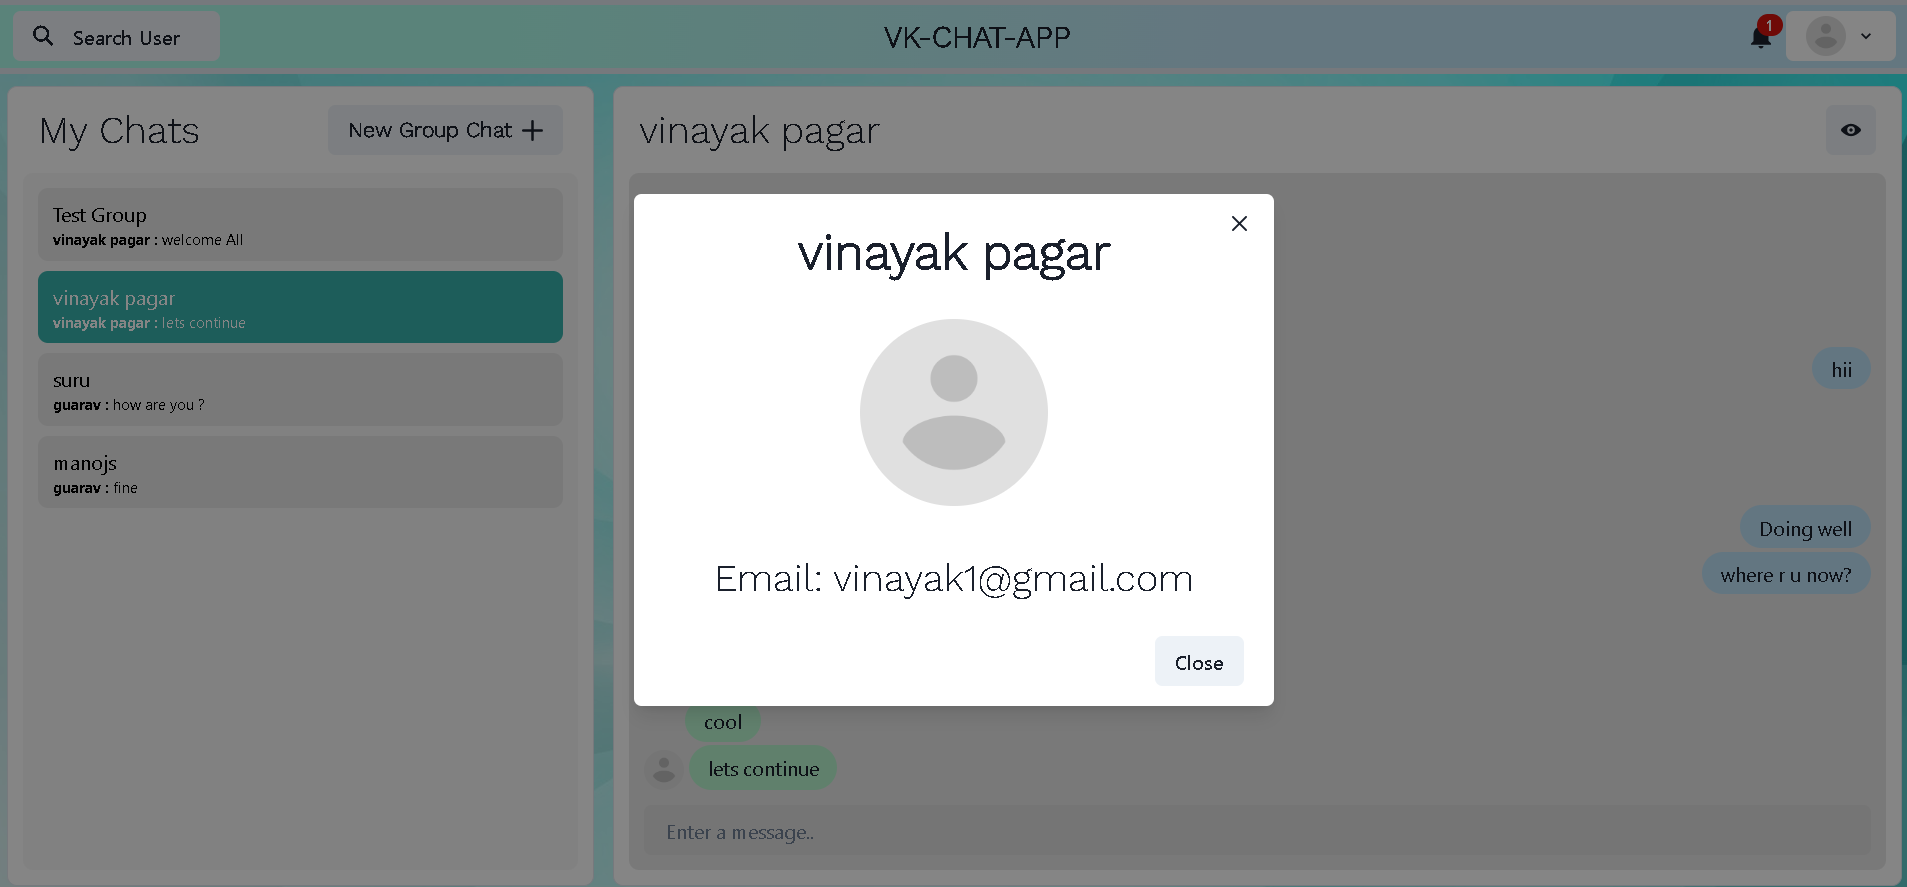 Search User
VK-CHAT-APP
1
My Chats
New Group Chat
Test Group
vinayak pagar : welcome All
vinayak pagar
vinayak pagar : lets continue
suru
guarav : how are you ?
manojs
guarav : fine
vinayak pagar
vinayak pagar
Email: vinayak1@gmail.com
Close
hii
Doing well
where r u now?
cool
lets continue
Enter a message..